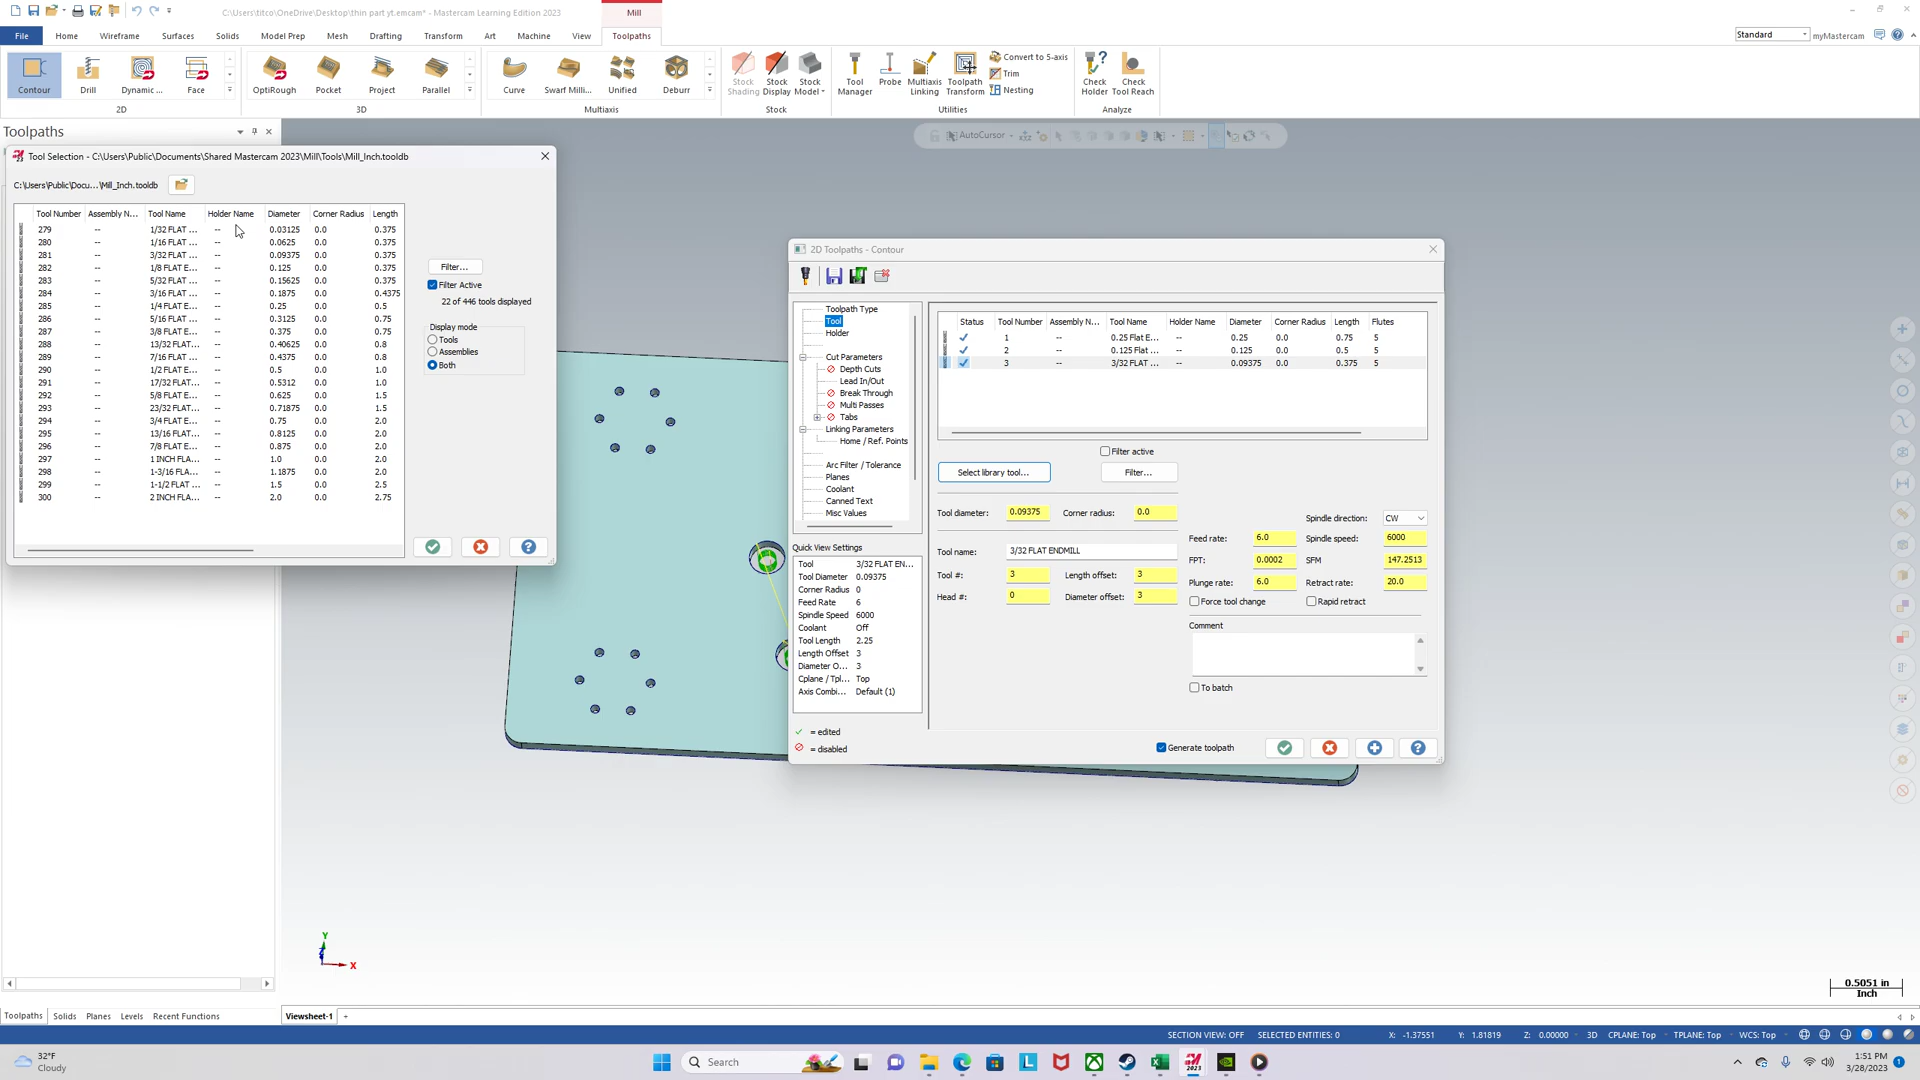 C:\Users\titco\OneDrive\Desktop\thin part yt.emcam* - Mastercam Learning Edition 2023
Mill
File Home Wireframe Surfaces Solids Model Prep Mesh Drafting Transform Art Machine View Toolpaths
Standard myMastercam
Contour Drill Dynamic ... Face
2D
OptiRough Pocket Project Parallel
3D
Curve Swarf Milli... Unified Deburr
Multiaxis
Stock Shading Stock Display Stock Model
Stock
Tool Manager Probe Multiaxis Linking Toolpath Transform
Convert to 5-axis
Trim
Nesting
Utilities
Check Holder Check Tool Reach
Analyze
Toolpaths
AutoCursor
Tool Selection - C:\Users\Public\Documents\Shared Mastercam 2023\Mill\Tools\Mill_Inch.tooldb
C:\Users\Public\Docu...\Mill_Inch.tooldb
Tool Number Assembly N... Tool Name Holder Name Diameter Corner Radius Length
279 -- 1/32 FLAT ... -- 0.03125 0.0 0.375
280 -- 1/16 FLAT ... -- 0.0625 0.0 0.375
281 -- 3/32 FLAT ... -- 0.09375 0.0 0.375
282 -- 1/8 FLAT E... -- 0.125 0.0 0.375
283 -- 5/32 FLAT ... -- 0.15625 0.0 0.375
284 -- 3/16 FLAT ... -- 0.1875 0.0 0.4375
285 -- 1/4 FLAT E... -- 0.25 0.0 0.5
286 -- 5/16 FLAT ... -- 0.3125 0.0 0.75
287 -- 3/8 FLAT E... -- 0.375 0.0 0.75
288 -- 13/32 FLAT... -- 0.40625 0.0 0.8
289 -- 7/16 FLAT ... -- 0.4375 0.0 0.8
290 -- 1/2 FLAT E... -- 0.5 0.0 1.0
291 -- 17/32 FLAT... -- 0.5312 0.0 1.0
292 -- 5/8 FLAT E... -- 0.625 0.0 1.5
293 -- 23/32 FLAT... -- 0.71875 0.0 1.5
294 -- 3/4 FLAT E... -- 0.75 0.0 2.0
295 -- 13/16 FLAT... -- 0.8125 0.0 2.0
296 -- 7/8 FLAT E... -- 0.875 0.0 2.0
297 -- 1 INCH FLA... -- 1.0 0.0 2.0
298 -- 1-3/16 FLA... -- 1.1875 0.0 2.0
299 -- 1-1/2 FLAT ... -- 1.5 0.0 2.5
300 -- 2 INCH FLA... -- 2.0 0.0 2.75
Filter...
Filter Active
22 of 446 tools displayed
Display mode
Tools
Assemblies
Both
2D Toolpaths - Contour
Toolpath Type
Tool
Holder
Cut Parameters
Depth Cuts
Lead In/Out
Break Through
Multi Passes
Tabs
Linking Parameters
Home / Ref. Points
Arc Filter / Tolerance
Planes
Coolant
Canned Text
Misc Values
Quick View Settings
Tool 3/32 FLAT EN...
Tool Diameter 0.09375
Corner Radius 0
Feed Rate 6
Spindle Speed 6000
Coolant Off
Tool Length 2.25
Length Offset 3
Diameter O... 3
Cplane / Tpl... Top
Axis Combi... Default (1)
= edited
= disabled
Status Tool Number Assembly N... Tool Name Holder Name Diameter Corner Radius Length Flutes
1 -- 0.25 Flat E... -- 0.25 0.0 0.75 5
2 -- 0.125 Flat ... -- 0.125 0.0 0.5 5
3 -- 3/32 FLAT ... -- 0.09375 0.0 0.375 5
Filter active
Select library tool... Filter...
Tool diameter: 0.09375 Corner radius: 0.0
Tool name: 3/32 FLAT ENDMILL
Tool #: 3 Length offset: 3
Head #: 0 Diameter offset: 3
Spindle direction: CW
Feed rate: 6.0 Spindle speed: 6000
FPT: 0.0002 SFM 147.2513
Plunge rate: 6.0 Retract rate: 20.0
Force tool change Rapid retract
Comment
To batch
Generate toolpath
Y
X
0.5051 in
Inch
Toolpaths Solids Planes Levels Recent Functions
Viewsheet-1 +
SECTION VIEW: OFF SELECTED ENTITIES: 0 X: -1.37551 Y: 1.81819 Z: 0.00000 3D CPLANE: Top TPLANE: Top WCS: Top
32°F
Cloudy
Search
1:51 PM
3/28/2023